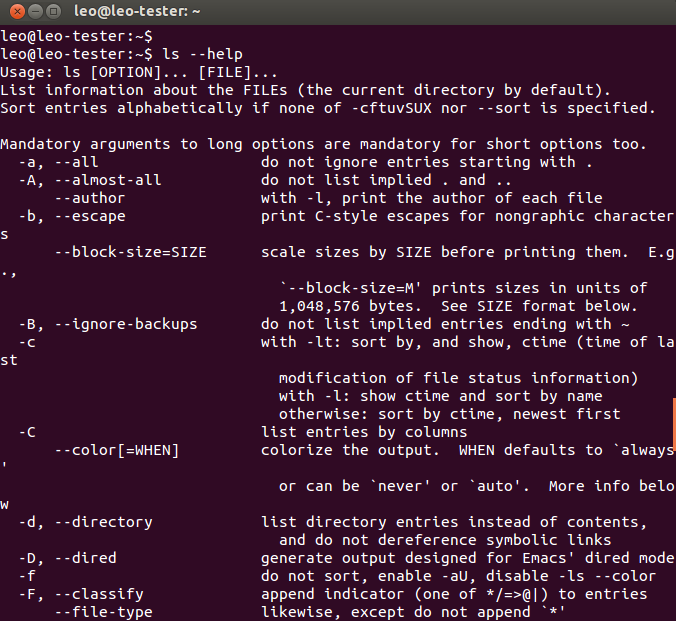 leo@leo-tester: ~
leo@leo-tester:~$
leo@leo-tester:~$ ls --help
Usage: ls [OPTION]... [FILE]...
List information about the FILEs (the current directory by default).
Sort entries alphabetically if none of -cftuvSUX nor --sort is specified.

Mandatory arguments to long options are mandatory for short options too.
  -a, --all                  do not ignore entries starting with .
  -A, --almost-all           do not list implied . and ..
      --author               with -l, print the author of each file
  -b, --escape               print C-style escapes for nongraphic character
s
      --block-size=SIZE      scale sizes by SIZE before printing them.  E.g
.,
                               `--block-size=M' prints sizes in units of
                               1,048,576 bytes.  See SIZE format below.
  -B, --ignore-backups       do not list implied entries ending with ~
  -c                         with -lt: sort by, and show, ctime (time of la
st
                               modification of file status information)
                               with -l: show ctime and sort by name
                               otherwise: sort by ctime, newest first
  -C                         list entries by columns
      --color[=WHEN]         colorize the output.  WHEN defaults to `always
'
                               or can be `never' or `auto'.  More info belo
w
  -d, --directory            list directory entries instead of contents,
                               and do not dereference symbolic links
  -D, --dired                generate output designed for Emacs' dired mode
  -f                         do not sort, enable -aU, disable -ls --color
  -F, --classify             append indicator (one of */=>@|) to entries
      --file-type            likewise, except do not append `*'